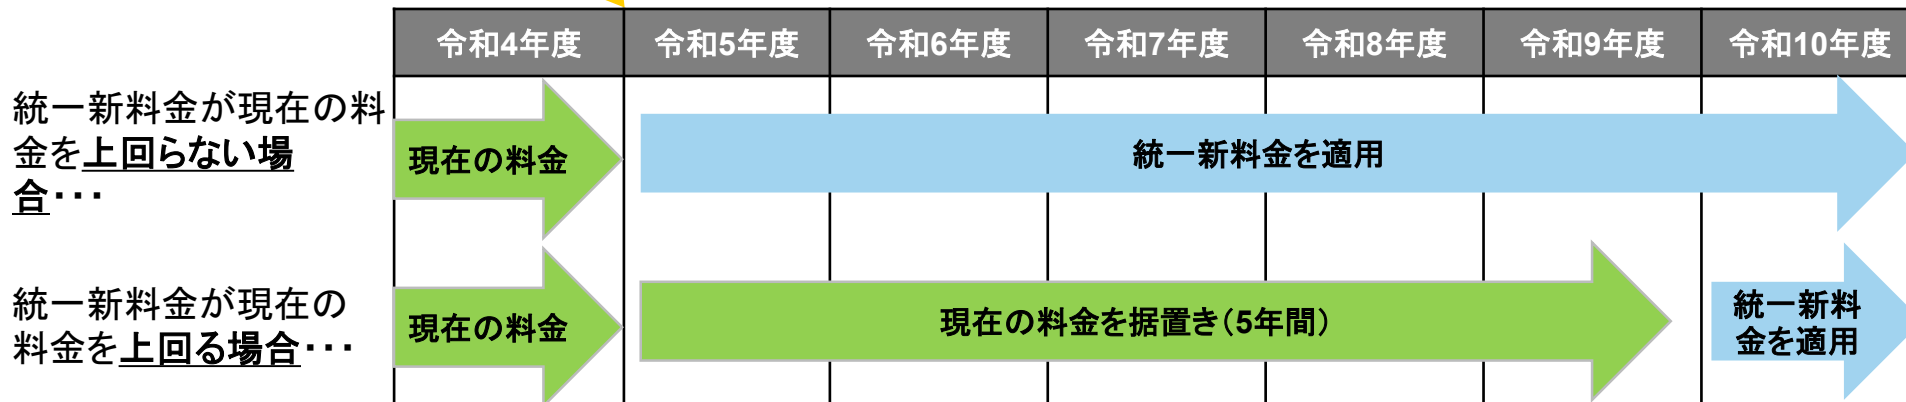 令和4年度 令和5年度 令和6年度 令和7年度 令和8年度 令和9年度 令和10年度
統一新料金が現在の料
金を上回らない場
合・・・
現在の料金
統一新料金を適用
統一新料金が現在の
料金を上回る場合・・・
現在の料金
現在の料金を据置き（5年間）
統一新料
金を適用